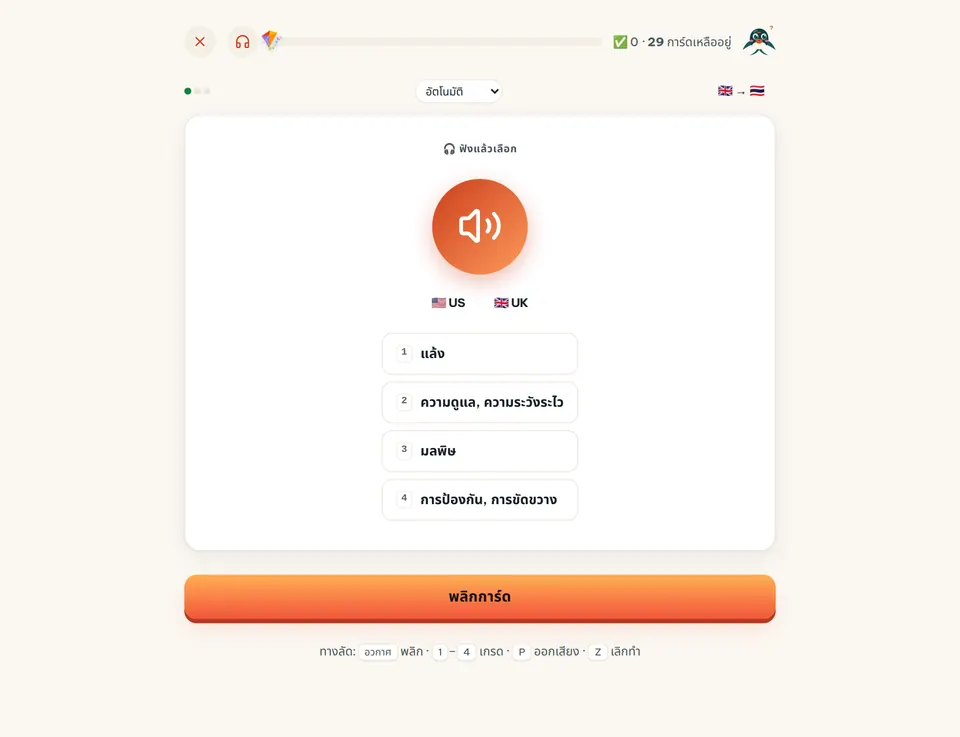 ✅ 0 · 29 การ์ดเหลืออยู่
อัตโนมัติ
🇬🇧 → 🇹🇭
🎧 ฟังแล้วเลือก
🇺🇸 US 🇬🇧 UK
1 แล้ง
2 ความดูแล, ความระวังระไว
3 มลพิษ
4 การป้องกัน, การขัดขวาง
พลิกการ์ด
ทางลัด: อวกาศ พลิก · 1 – 4 เกรด · P ออกเสียง · Z เลิกทำ